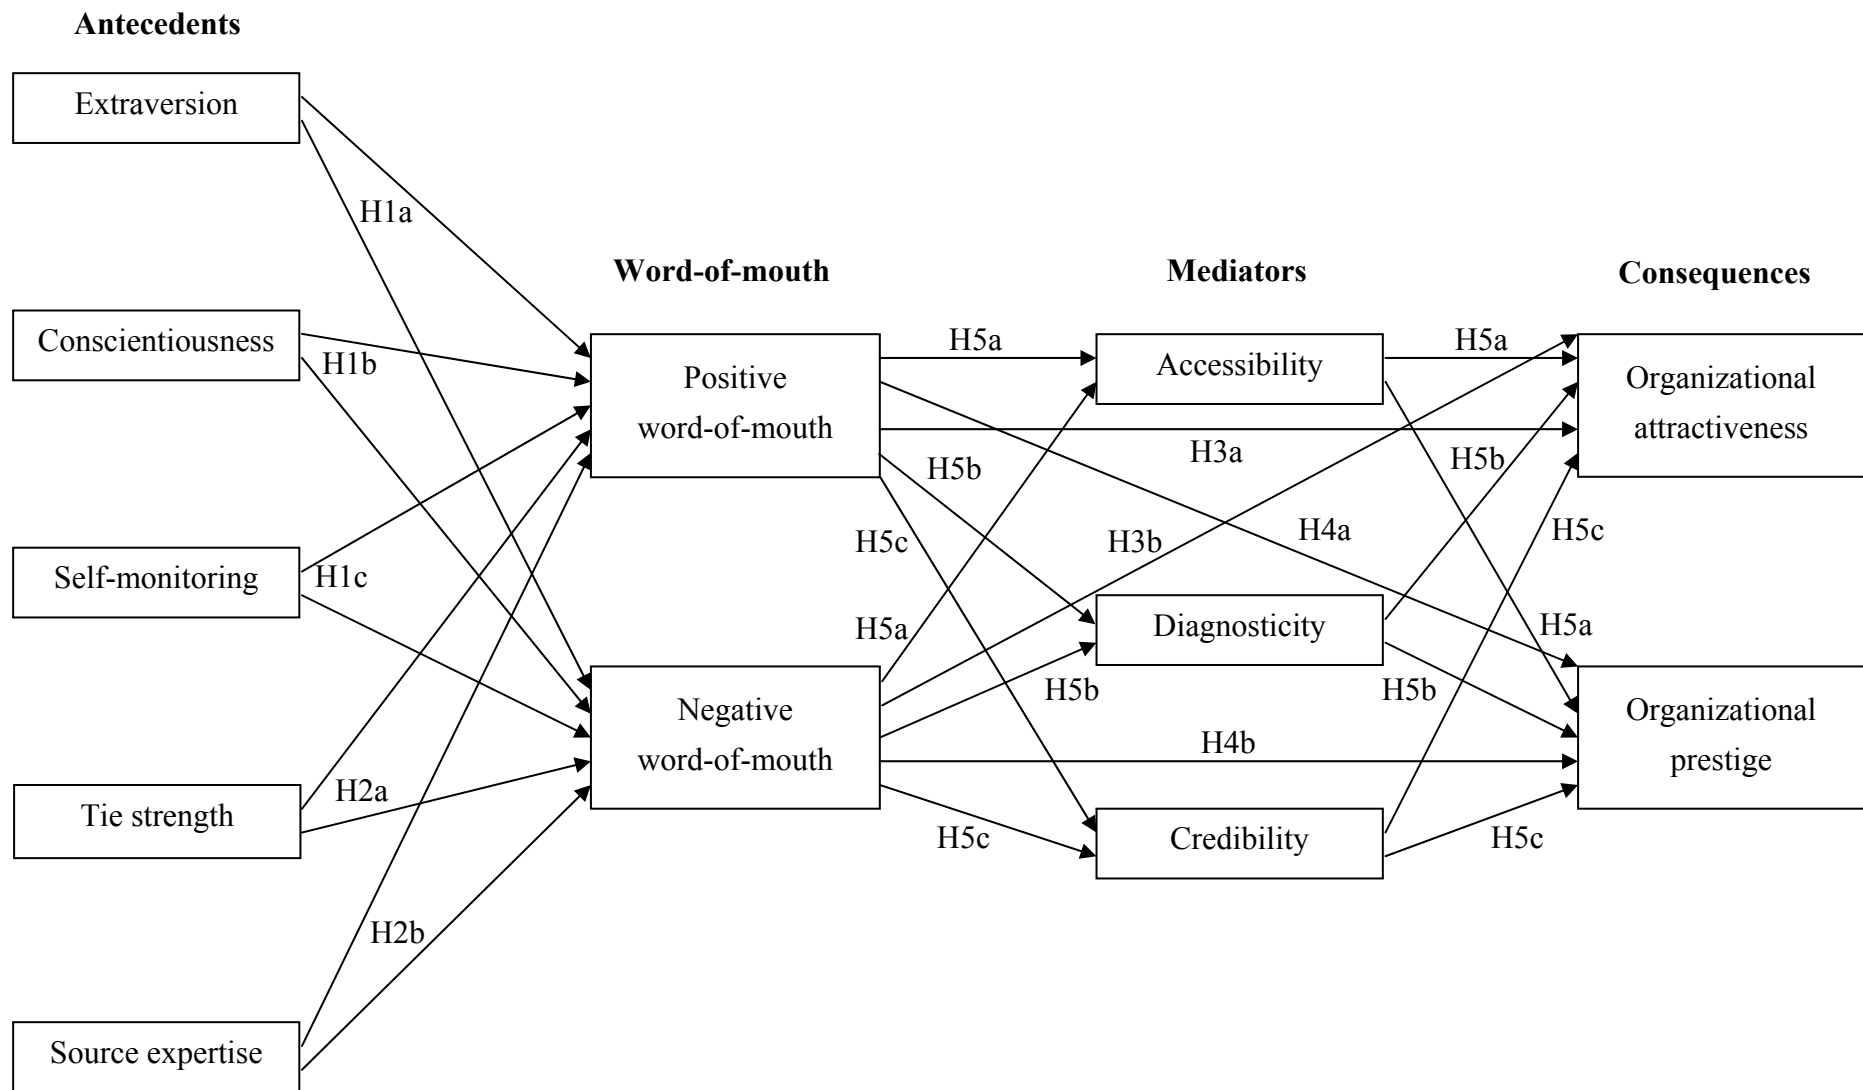 Antecedents
Extraversion
H1a
Word-of-mouth
Mediators
Consequences
Conscientiousness
H1b
Positive
word-of-mouth
H5a
Accessibility
H5a
Organizational
attractiveness
H3a
H5b
H5b
H5c
H3b
H4a
H5c
Self-monitoring
H1c
H5a
Diagnosticity
H5a
H5b
H5b
Negative
word-of-mouth
H4b
Organizational
prestige
Tie strength
H2a
H5c
Credibility
H5c
H2b
Source expertise